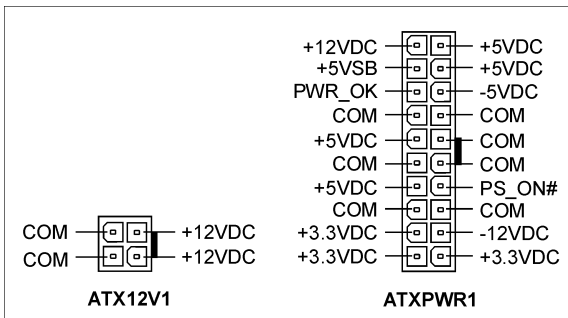 +12VDC +5VDC
+5VSB +5VDC
PWR_OK -5VDC
COM COM
+5VDC COM
COM COM
+5VDC PS_ON#
COM COM
+3.3VDC -12VDC
+3.3VDC +3.3VDC
ATXPWR1
COM +12VDC
COM +12VDC
ATX12V1